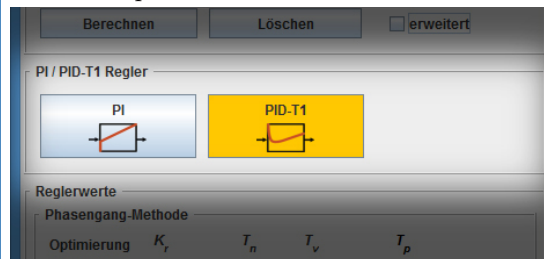 Berechnen Löschen erweitert
PI / PID-T1 Regler
PI PID-T1
Reglerwerte
Phasengang-Methode
Optimierung Kr Tn Tv Tp